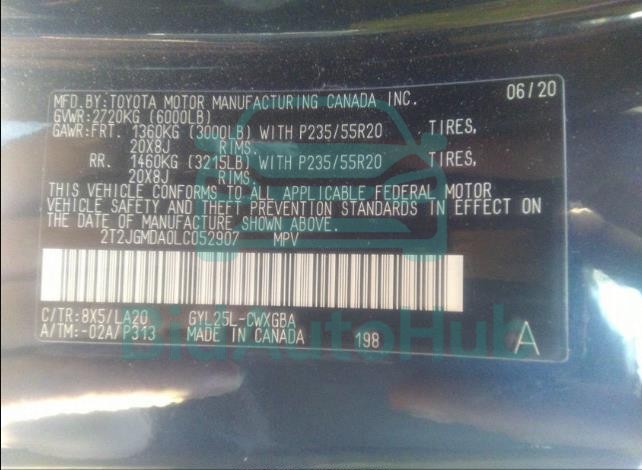 MFD.BY:TOYOTA MOTOR MANUFACTURING CANADA INC. 06/20
GVWR:2720KG (6000LB)
GAWR:FRT. 1360KG (3000LB) WITH P235/55R20 TIRES,
20X8J RIMS.
RR. 1460KG (3215LB) WITH P235/55R20 TIRES,
20X8J RIMS
THIS VEHICLE CONFORMS TO ALL APPLICABLE FEDERAL MOTOR
VEHICLE SAFETY AND THEFT PREVENTION STANDARDS IN EFFECT ON
THE DATE OF MANUFACTURE SHOWN ABOVE.
2T2JGMDA0LC052907 MPV
C/TR:8X5/LA20 GYL25L-CWXGBA
A/TM:-02A/P313 MADE IN CANADA 198 A
BidAutoHub